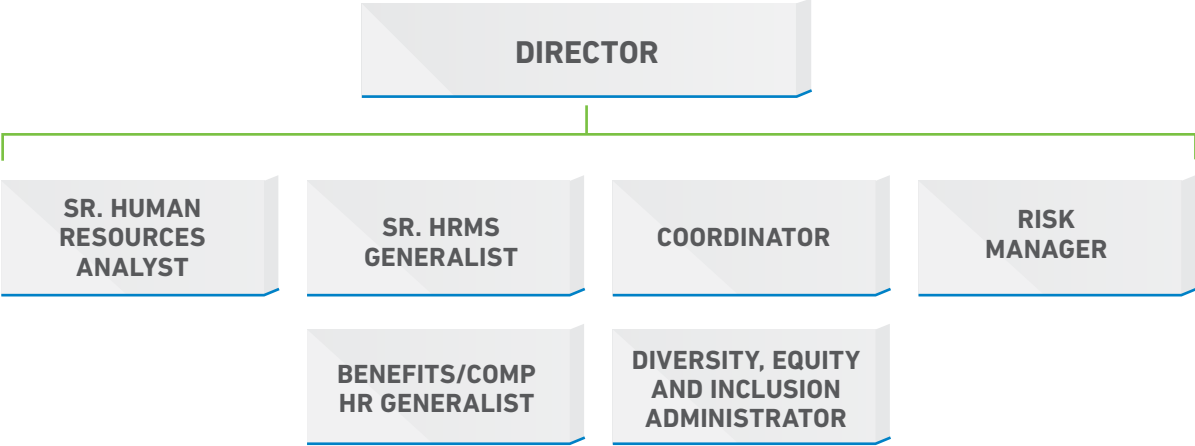 DIRECTOR
SR. HUMAN
RESOURCES
ANALYST
SR. HRMS
GENERALIST
COORDINATOR
RISK
MANAGER
BENEFITS/COMP
HR GENERALIST
DIVERSITY, EQUITY
AND INCLUSION
ADMINISTRATOR